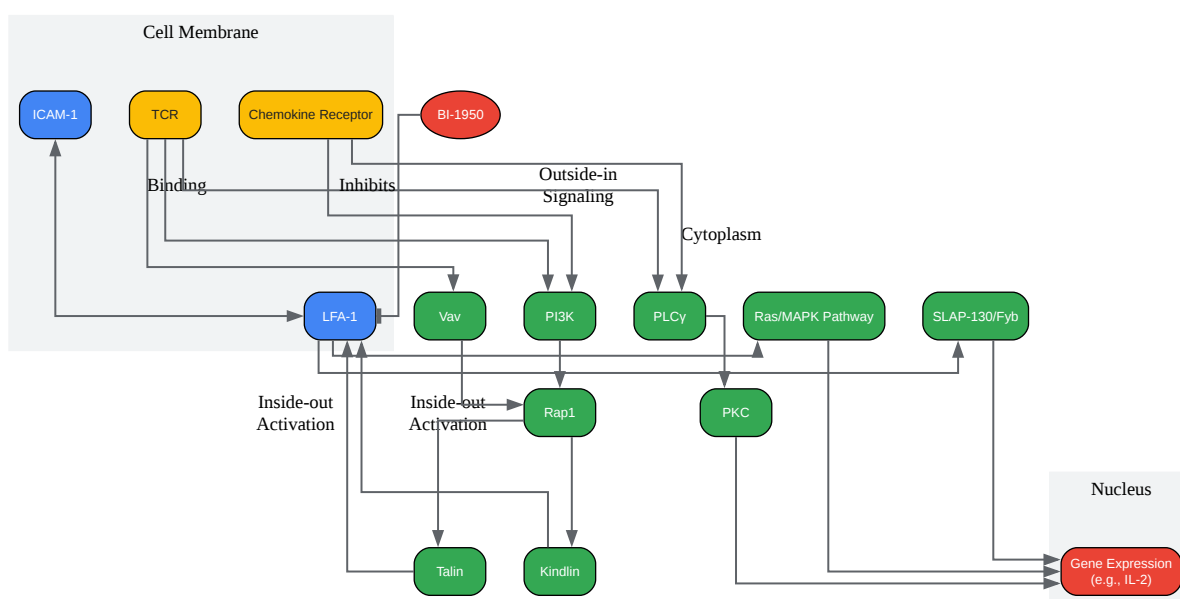 Cell Membrane
ICAM-1
TCR
Chemokine Receptor
BI-1950
Binding
Inhibits
Outside-in
Signaling
Cytoplasm
LFA-1
Vav
PI3K
PLCγ
Ras/MAPK Pathway
SLAP-130/Fyb
Inside-out
Activation
Inside-out
Activation
Rap1
PKC
Nucleus
Talin
Kindlin
Gene Expression
(e.g., IL-2)